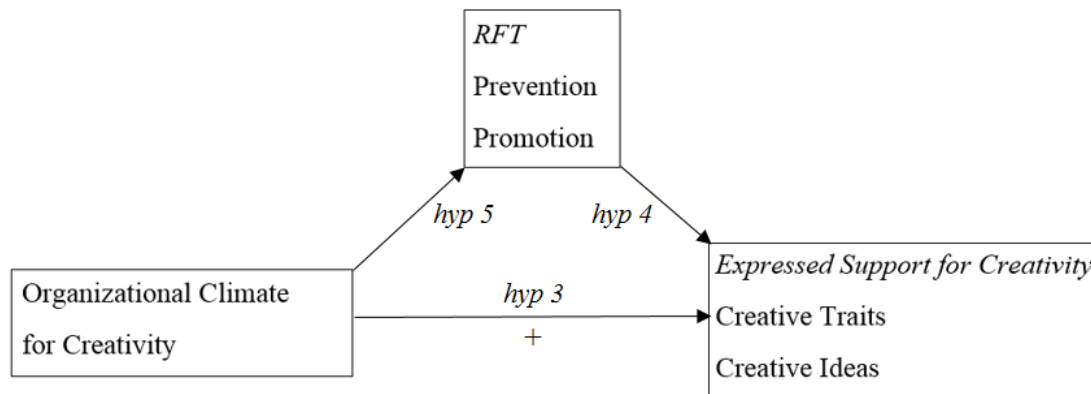 RFT
Prevention
Promotion
hyp 5
hyp 4
Organizational Climate
for Creativity
hyp 3
+
Expressed Support for Creativity
Creative Traits
Creative Ideas